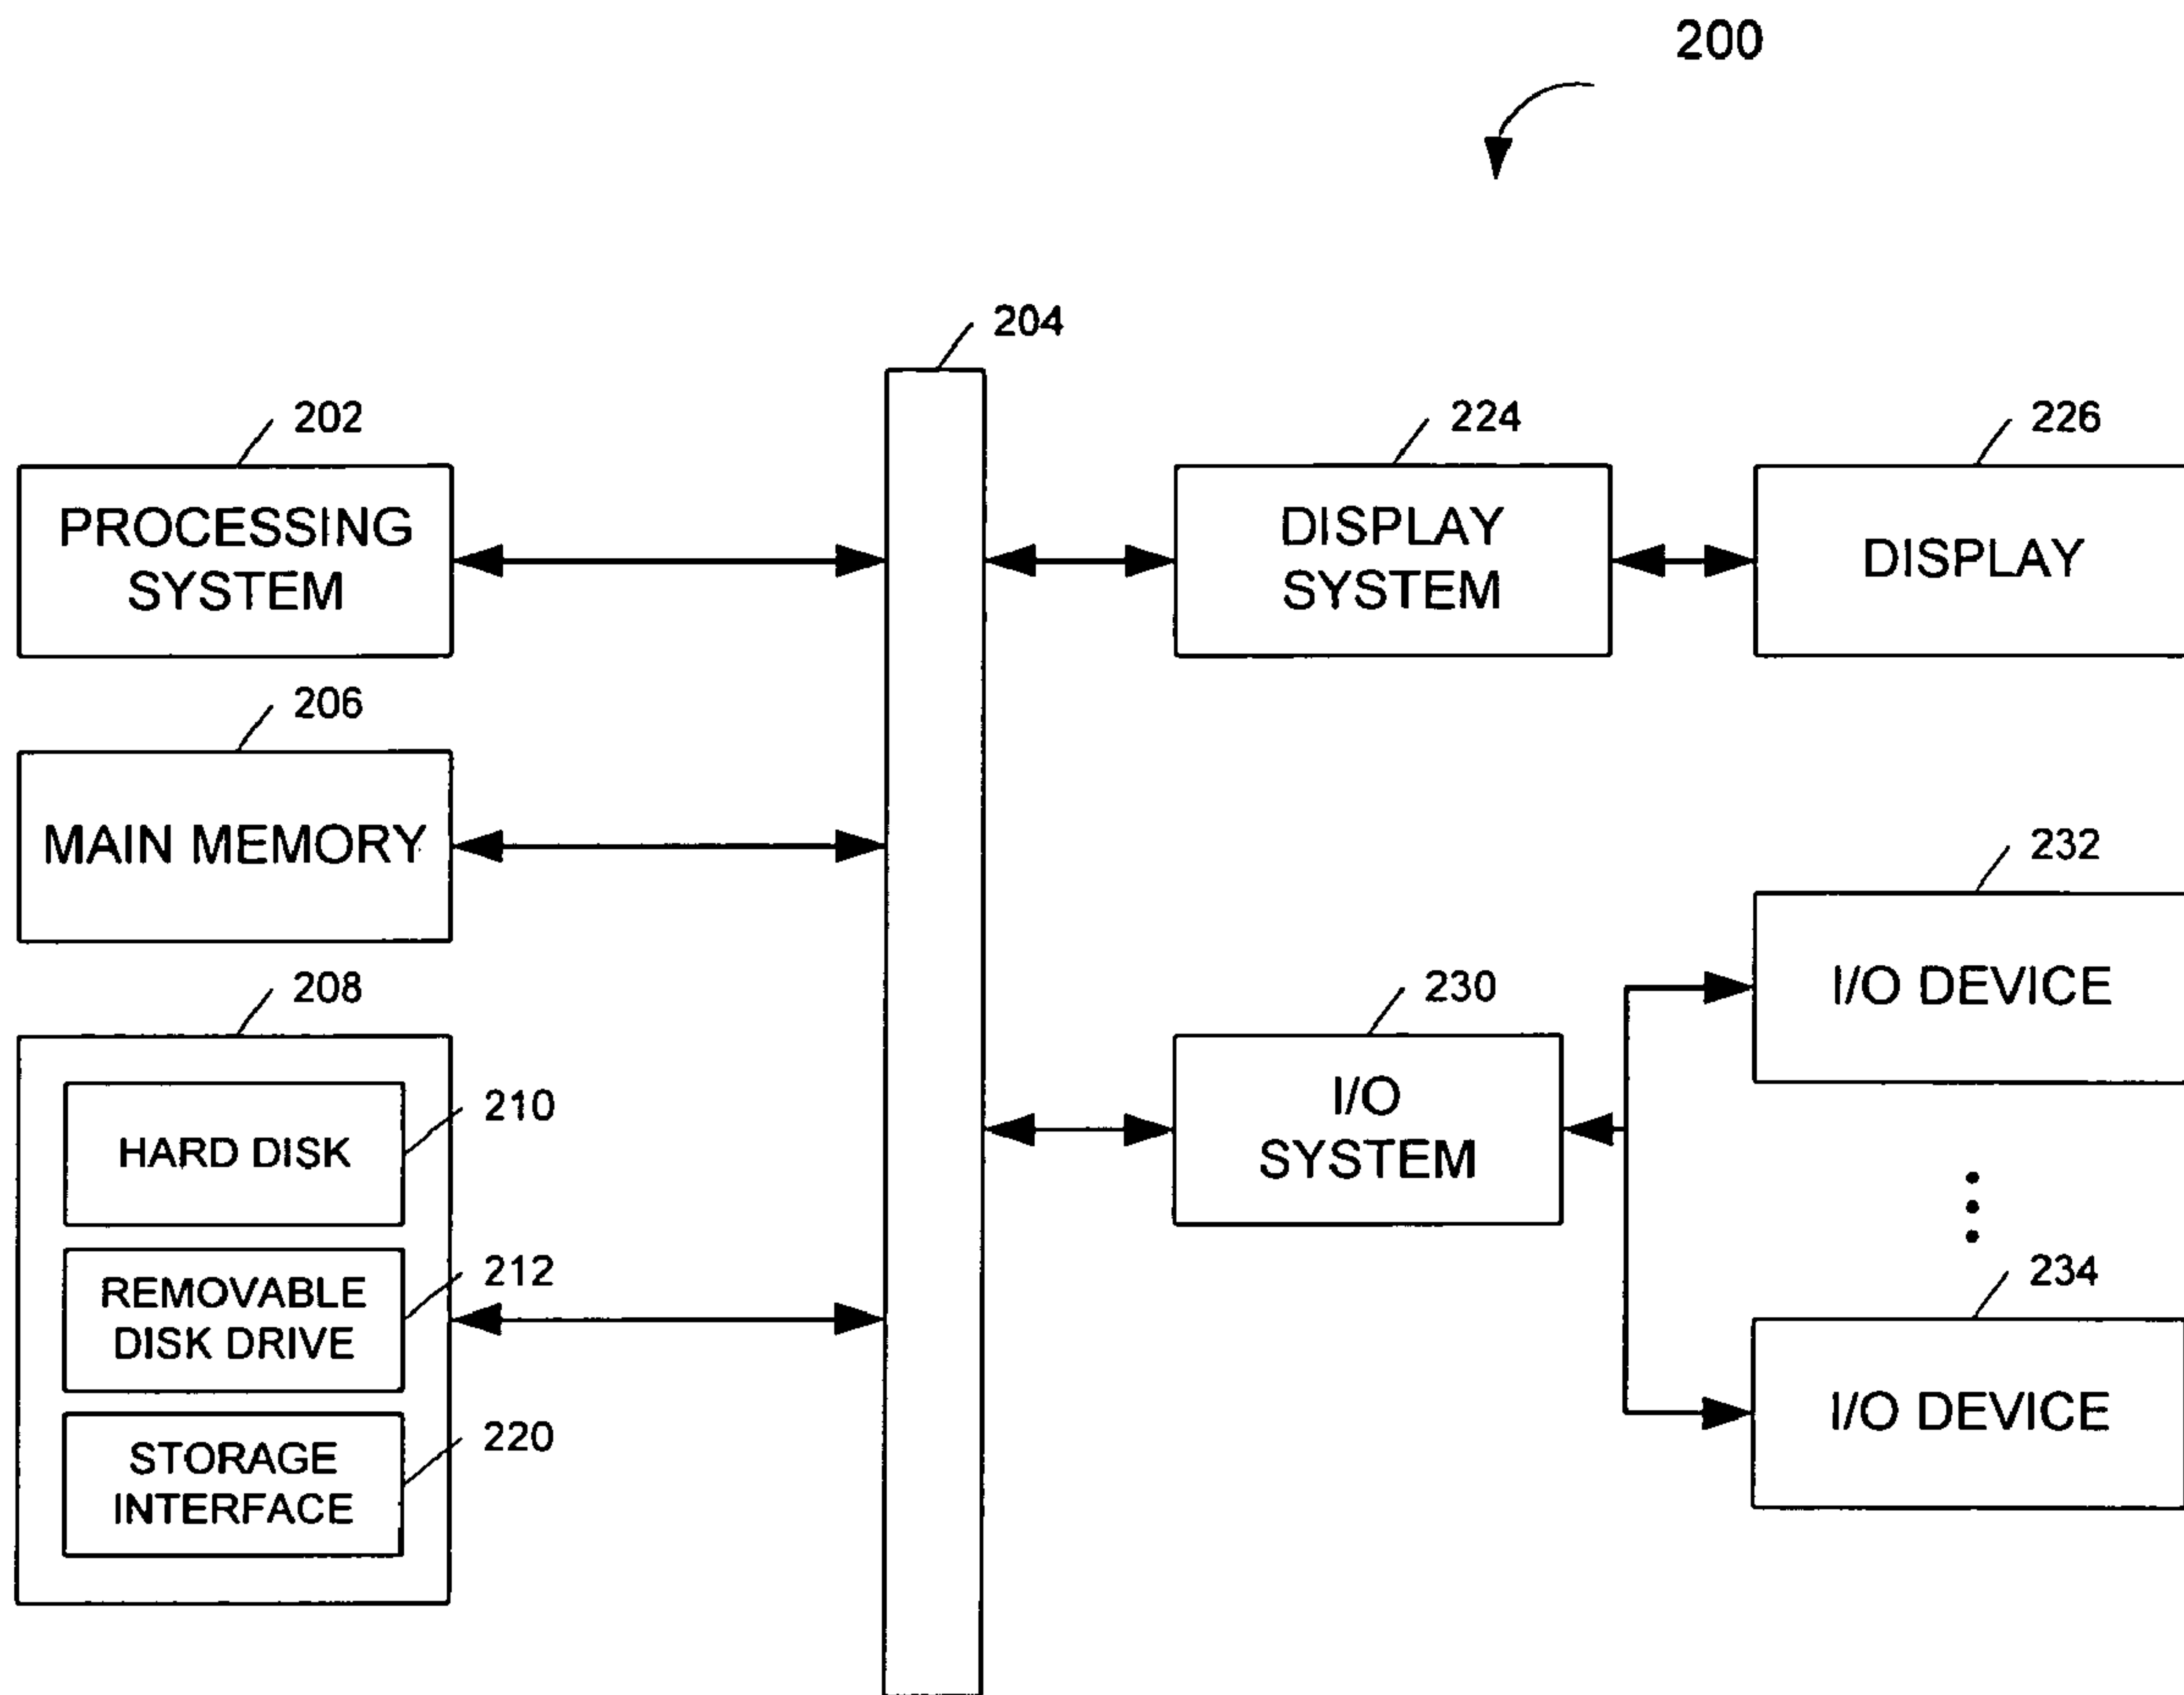 200
204
202
224
226
PROCESSING
SYSTEM
DISPLAY
SYSTEM
DISPLAY
206
MAIN MEMORY
232
I/O DEVICE
208
230
210
HARD DISK
I/O
SYSTEM
212
REMOVABLE
DISK DRIVE
234
I/O DEVICE
220
STORAGE
INTERFACE